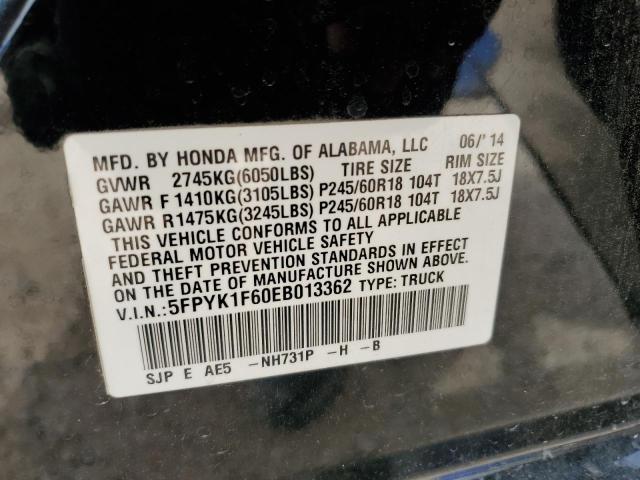 MFD. BY HONDA MFG. OF ALABAMA, LLC 06/'14
GVWR 2745KG(6050LBS) TIRE SIZE RIM SIZE
GAWR F 1410KG(3105LBS) P245/60R18 104T 18X7.5J
GAWR R1475KG(3245LBS) P245/60R18 104T 18X7.5J
THIS VEHICLE CONFORMS TO ALL APPLICABLE
FEDERAL MOTOR VEHICLE SAFETY
AND THEFT PREVENTION STANDARDS IN EFFECT
ON THE DATE OF MANUFACTURE SHOWN ABOVE.
V.I.N.:5FPYK1F60EB013362 TYPE: TRUCK
SJP E AE5 -NH731P -H -B